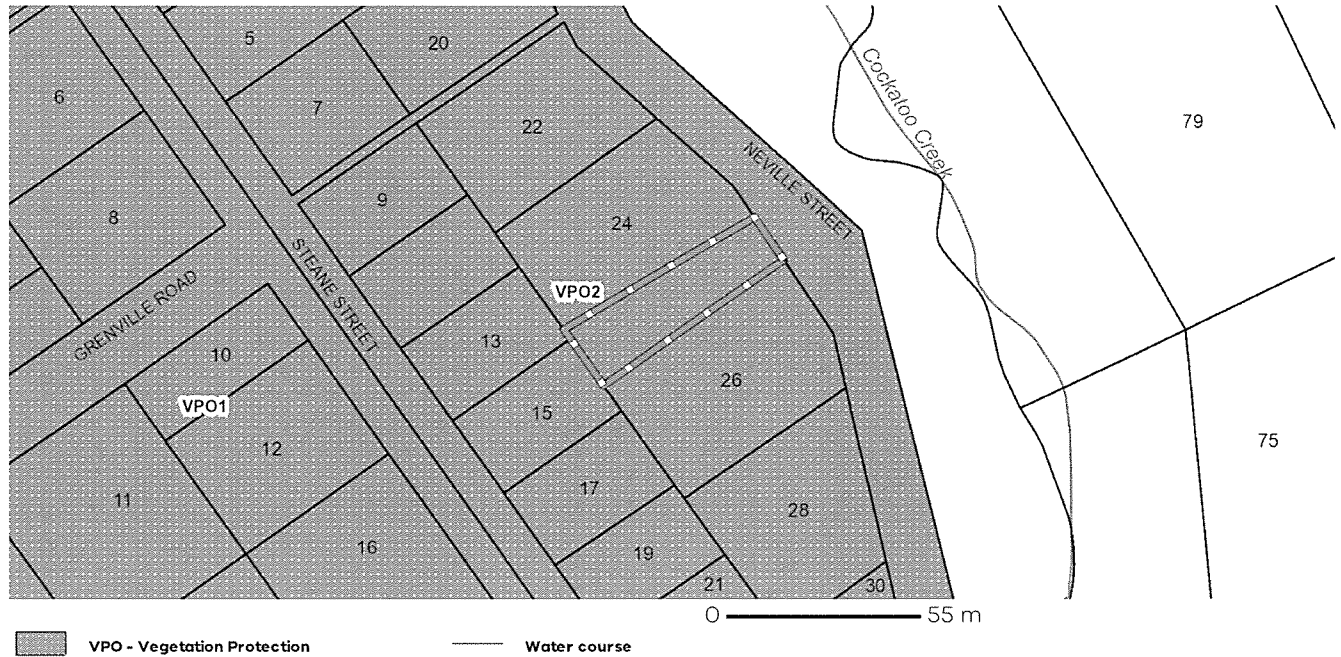 5
20
6
7
22
79
Cockatoo Creek
NEVILLE STREET
9
8
24
STEANE STREET
VPO2
GRENVILLE ROAD
13
10
26
VPO1
15
12
75
17
11
28
16
19
21
30
0 55 m
VPO - Vegetation Protection
Water course